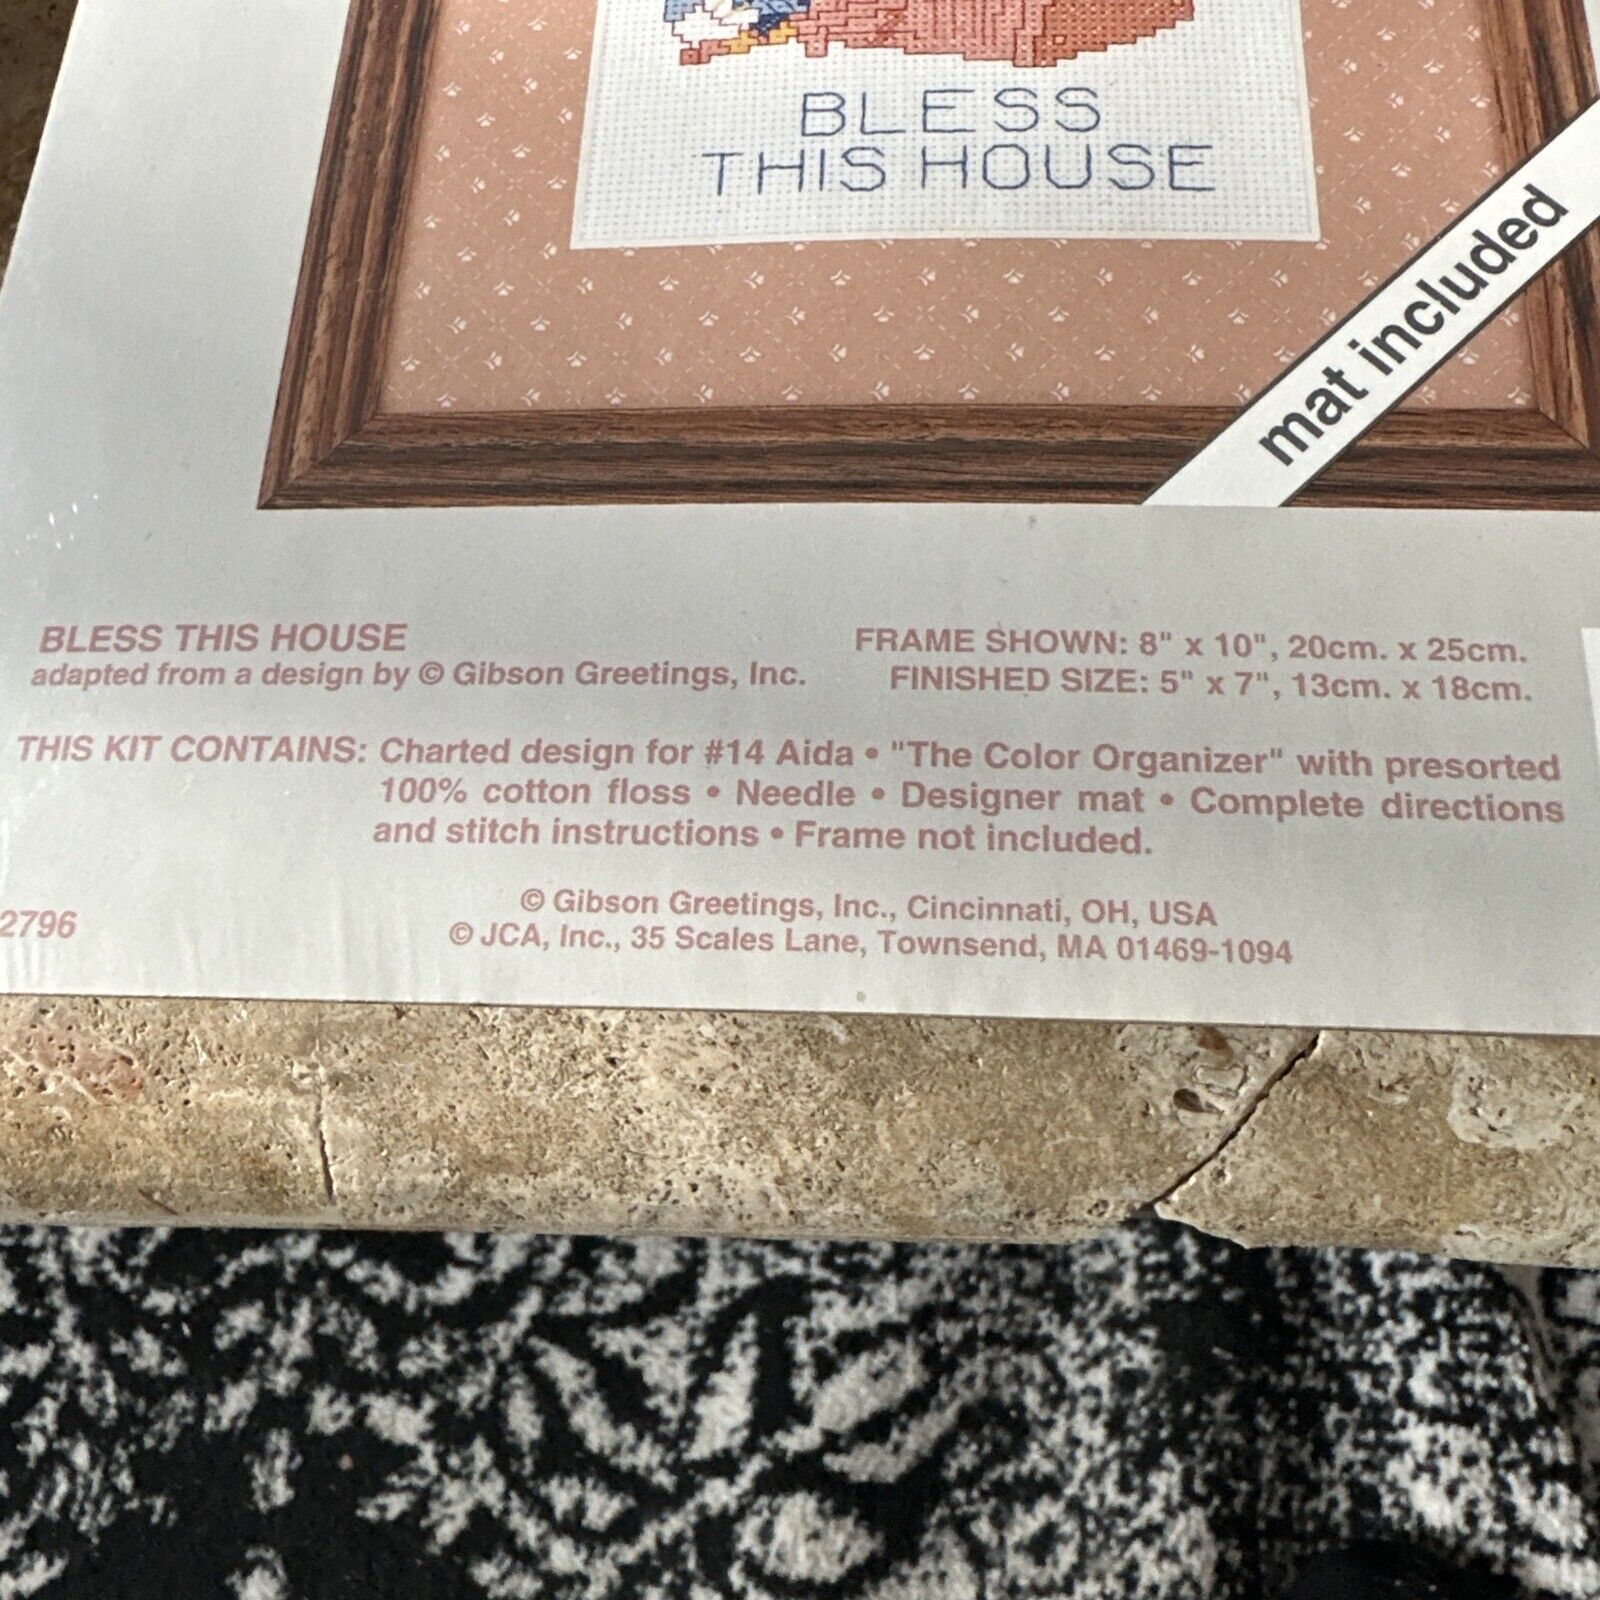 BLESS
THIS HOUSE
mat included
BLESS THIS HOUSE
adapted from a design by © Gibson Greetings, Inc.
FRAME SHOWN: 8" x 10", 20cm. x 25cm.
FINISHED SIZE: 5" x 7", 13cm. x 18cm.
THIS KIT CONTAINS: Charted design for #14 Aida • "The Color Organizer" with presorted
100% cotton floss • Needle • Designer mat • Complete directions
and stitch instructions • Frame not included.
© Gibson Greetings, Inc., Cincinnati, OH, USA
© JCA, Inc., 35 Scales Lane, Townsend, MA 01469-1094
2796